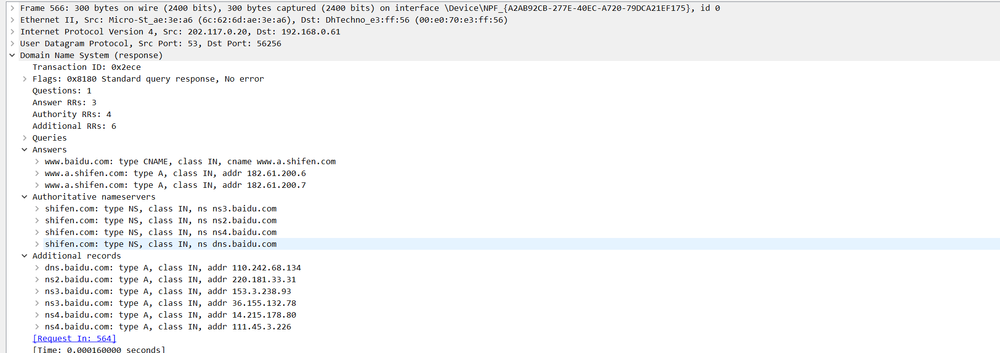 Frame 566: 300 bytes on wire (2400 bits), 300 bytes captured (2400 bits) on interface \Device\NPF_{A2AB92CB-277E-40EC-A720-79DCA21EF175}, id 0
Ethernet II, Src: Micro-St_ae:3e:a6 (6c:62:6d:ae:3e:a6), Dst: DhTechno_e3:ff:56 (00:e0:70:e3:ff:56)
Internet Protocol Version 4, Src: 202.117.0.20, Dst: 192.168.0.61
User Datagram Protocol, Src Port: 53, Dst Port: 56256
Domain Name System (response)
Transaction ID: 0x2ece
Flags: 0x8180 Standard query response, No error
Questions: 1
Answer RRs: 3
Authority RRs: 4
Additional RRs: 6
Queries
Answers
www.baidu.com: type CNAME, class IN, cname www.a.shifen.com
www.a.shifen.com: type A, class IN, addr 182.61.200.6
www.a.shifen.com: type A, class IN, addr 182.61.200.7
Authoritative nameservers
shifen.com: type NS, class IN, ns ns3.baidu.com
shifen.com: type NS, class IN, ns ns2.baidu.com
shifen.com: type NS, class IN, ns ns4.baidu.com
shifen.com: type NS, class IN, ns dns.baidu.com
Additional records
dns.baidu.com: type A, class IN, addr 110.242.68.134
ns2.baidu.com: type A, class IN, addr 220.181.33.31
ns3.baidu.com: type A, class IN, addr 153.3.238.93
ns3.baidu.com: type A, class IN, addr 36.155.132.78
ns4.baidu.com: type A, class IN, addr 14.215.178.80
ns4.baidu.com: type A, class IN, addr 111.45.3.226
[Request In: 564]
[Time: 0.000160000 seconds]